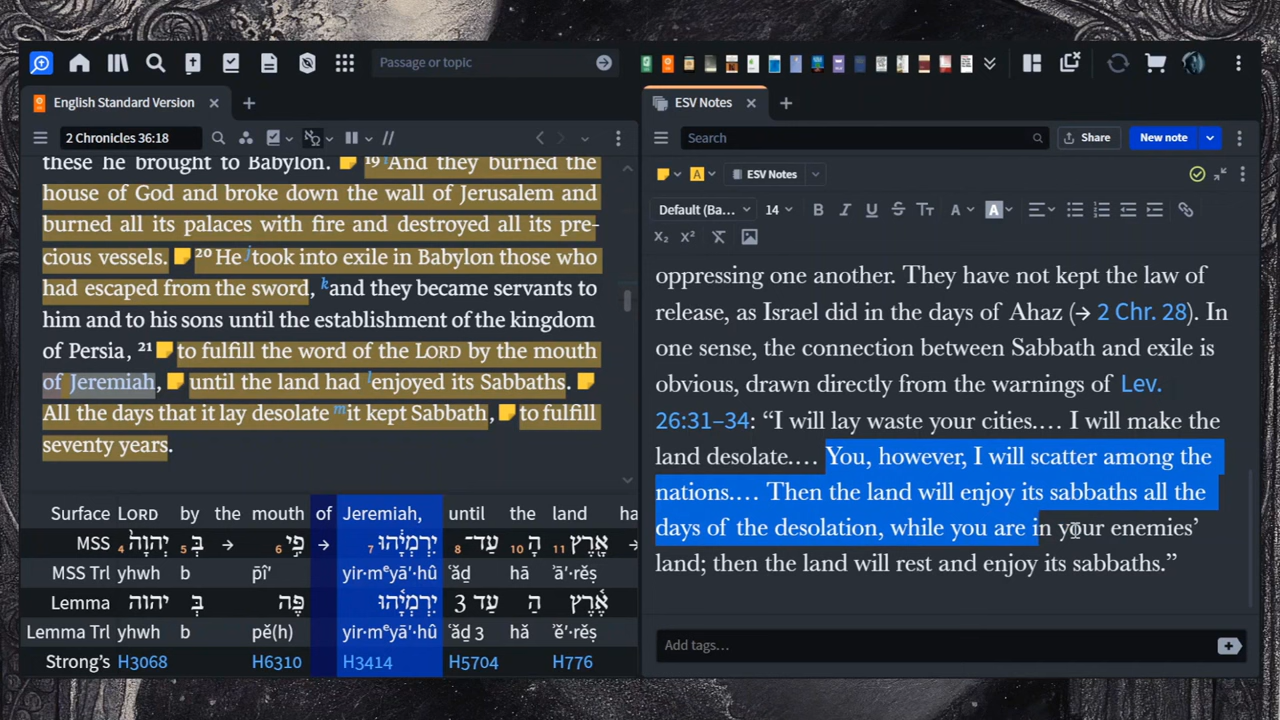 Passage or topic
English Standard Version
ESV Notes
2 Chronicles 36:18
Search
Share
New note
these he brought to Babylon. 19 i And they burned the
house of God and broke down the wall of Jerusalem and
burned all its palaces with fire and destroyed all its pre-
cious vessels. 20 He j took into exile in Babylon those who
had escaped from the sword, k and they became servants to
him and to his sons until the establishment of the kingdom
of Persia, 21 to fulfill the word of the LORD by the mouth
of Jeremiah, until the land had l enjoyed its Sabbaths.
All the days that it lay desolate m it kept Sabbath, to fulfill
seventy years.
Surface LORD by the mouth of Jeremiah, until the land ha
MSS 4 יְהוָה֙ 5 בְּ → 6 פִּ֣י → 7 יִרְמְיָ֔הוּ 8 עַד־ 10 הָ 11 אָ֖רֶץ →
MSS Trl yhwh b pî' yir·mᵉyā'·hû 'ăḏ hā 'ā'·rěṣ
Lemma יהוה בְּ פֶּה יִרְמְיָ֫הוּ עַד 3 הַ אֶ֫רֶץ
Lemma Trl yhwh b pě(h) yir·mᵉyā'·hû 'ăḏ 3 hă 'ě'·rěṣ
Strong's H3068 H6310 H3414 H5704 H776
ESV Notes
Default (Ba... 14 B I U S Tт A A
X₂ X²
oppressing one another. They have not kept the law of
release, as Israel did in the days of Ahaz (→ 2 Chr. 28). In
one sense, the connection between Sabbath and exile is
obvious, drawn directly from the warnings of Lev.
26:31–34: “I will lay waste your cities.… I will make the
land desolate.… You, however, I will scatter among the
nations.… Then the land will enjoy its sabbaths all the
days of the desolation, while you are in your enemies’
land; then the land will rest and enjoy its sabbaths.”
Add tags…